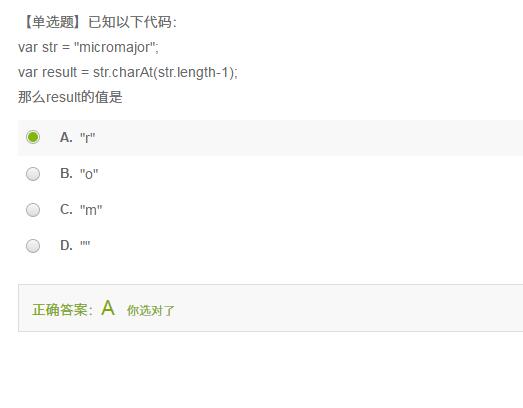 【单选题】已知以下代码：
var str = "micromajor";
var result = str.charAt(str.length-1);
那么result的值是
A. "r"
B. "o"
C. "m"
D. ""
正确答案：A 你选对了